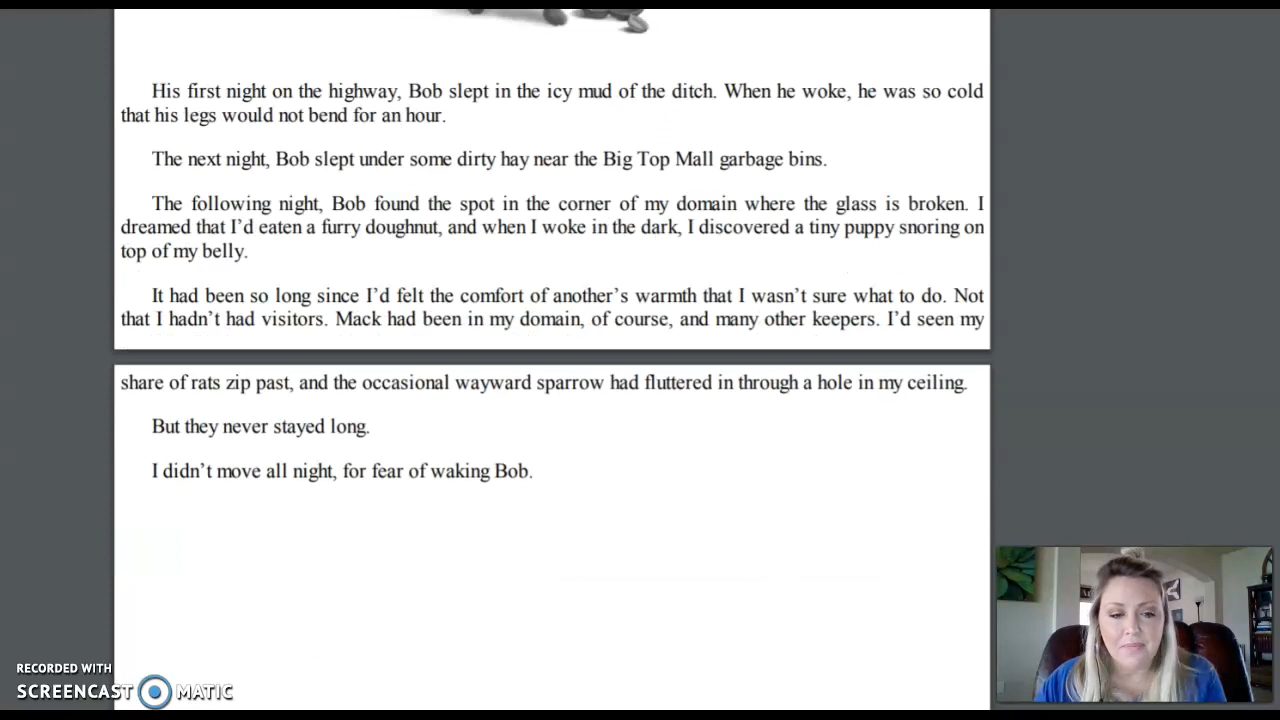 His first night on the highway, Bob slept in the icy mud of the ditch. When he woke, he was so cold
that his legs would not bend for an hour.
The next night, Bob slept under some dirty hay near the Big Top Mall garbage bins.
The following night, Bob found the spot in the corner of my domain where the glass is broken. I
dreamed that I’d eaten a furry doughnut, and when I woke in the dark, I discovered a tiny puppy snoring on
top of my belly.
It had been so long since I’d felt the comfort of another’s warmth that I wasn’t sure what to do. Not
that I hadn’t had visitors. Mack had been in my domain, of course, and many other keepers. I’d seen my
share of rats zip past, and the occasional wayward sparrow had fluttered in through a hole in my ceiling.
But they never stayed long.
I didn’t move all night, for fear of waking Bob.
RECORDED WITH
SCREENCAST MATIC